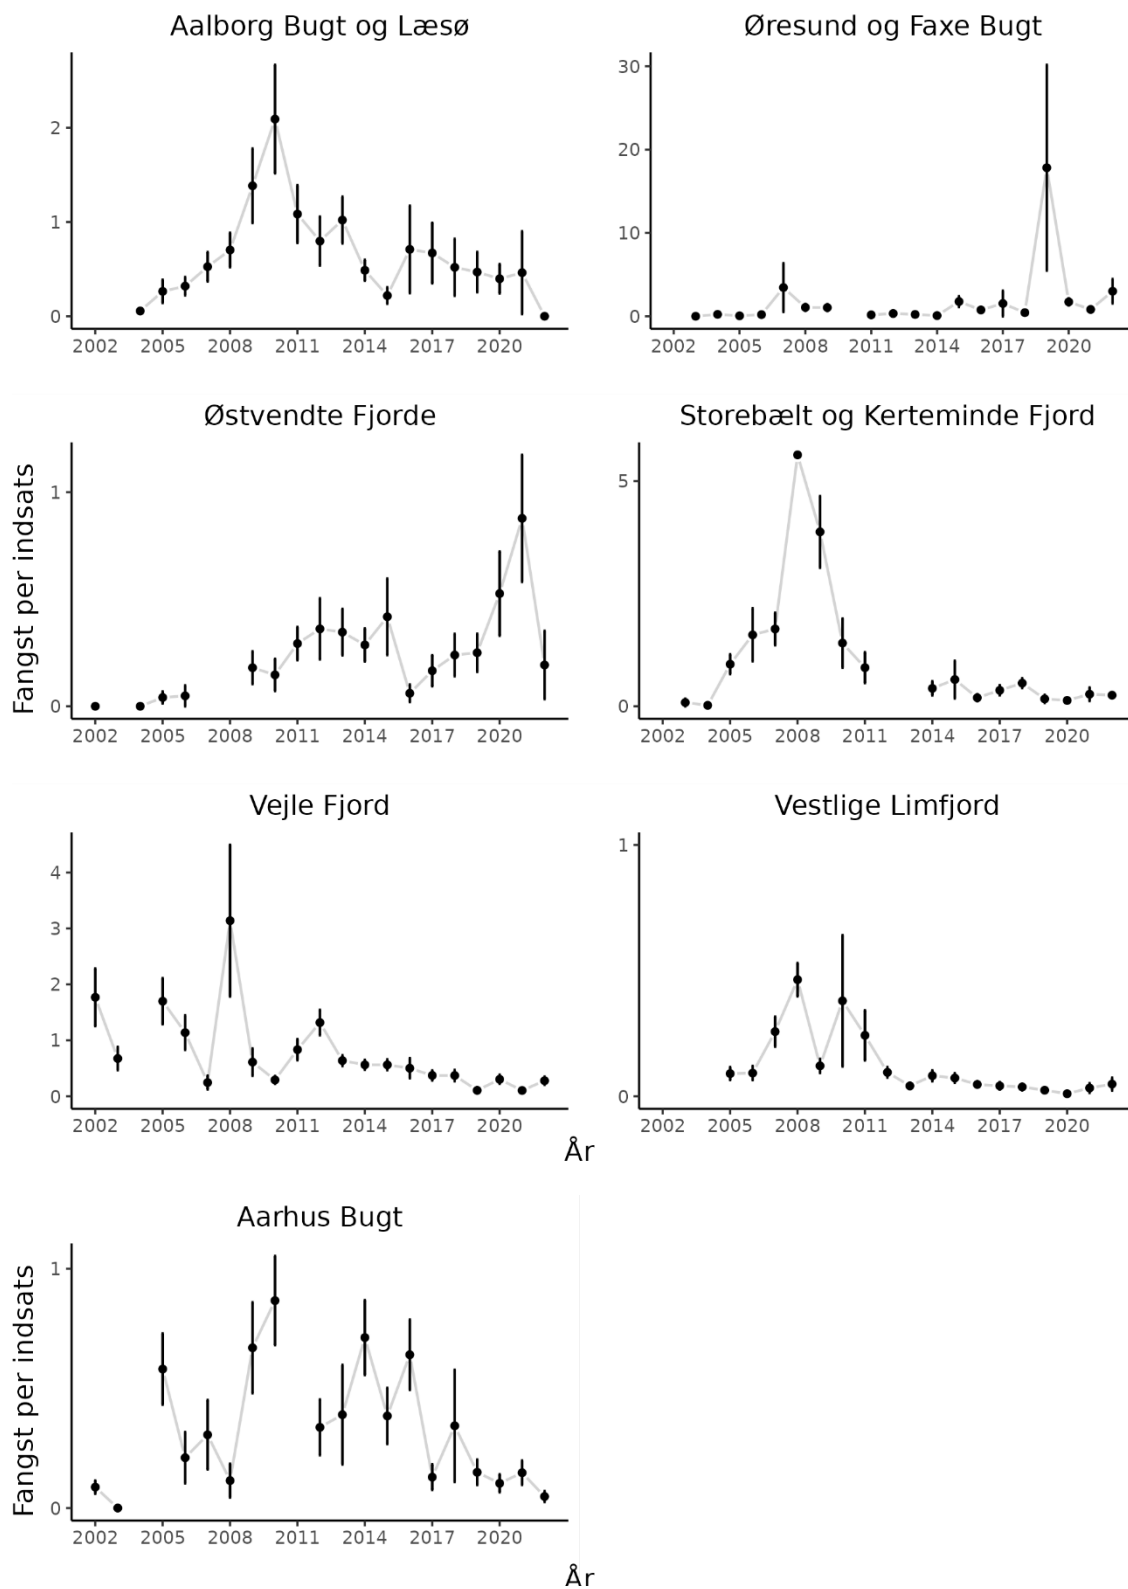 Aalborg Bugt og Læsø
2
1
0
2002 2005 2008 2011 2014 2017 2020
Øresund og Faxe Bugt
30
20
10
0
2002 2005 2008 2011 2014 2017 2020
Østvendte Fjorde
1
0
2002 2005 2008 2011 2014 2017 2020
Storebælt og Kerteminde Fjord
5
0
2002 2005 2008 2011 2014 2017 2020
Fangst per indsats
Vejle Fjord
4
3
2
1
0
2002 2005 2008 2011 2014 2017 2020
Vestlige Limfjord
1
0
2002 2005 2008 2011 2014 2017 2020
År
Aarhus Bugt
Fangst per indsats
1
0
2002 2005 2008 2011 2014 2017 2020
År